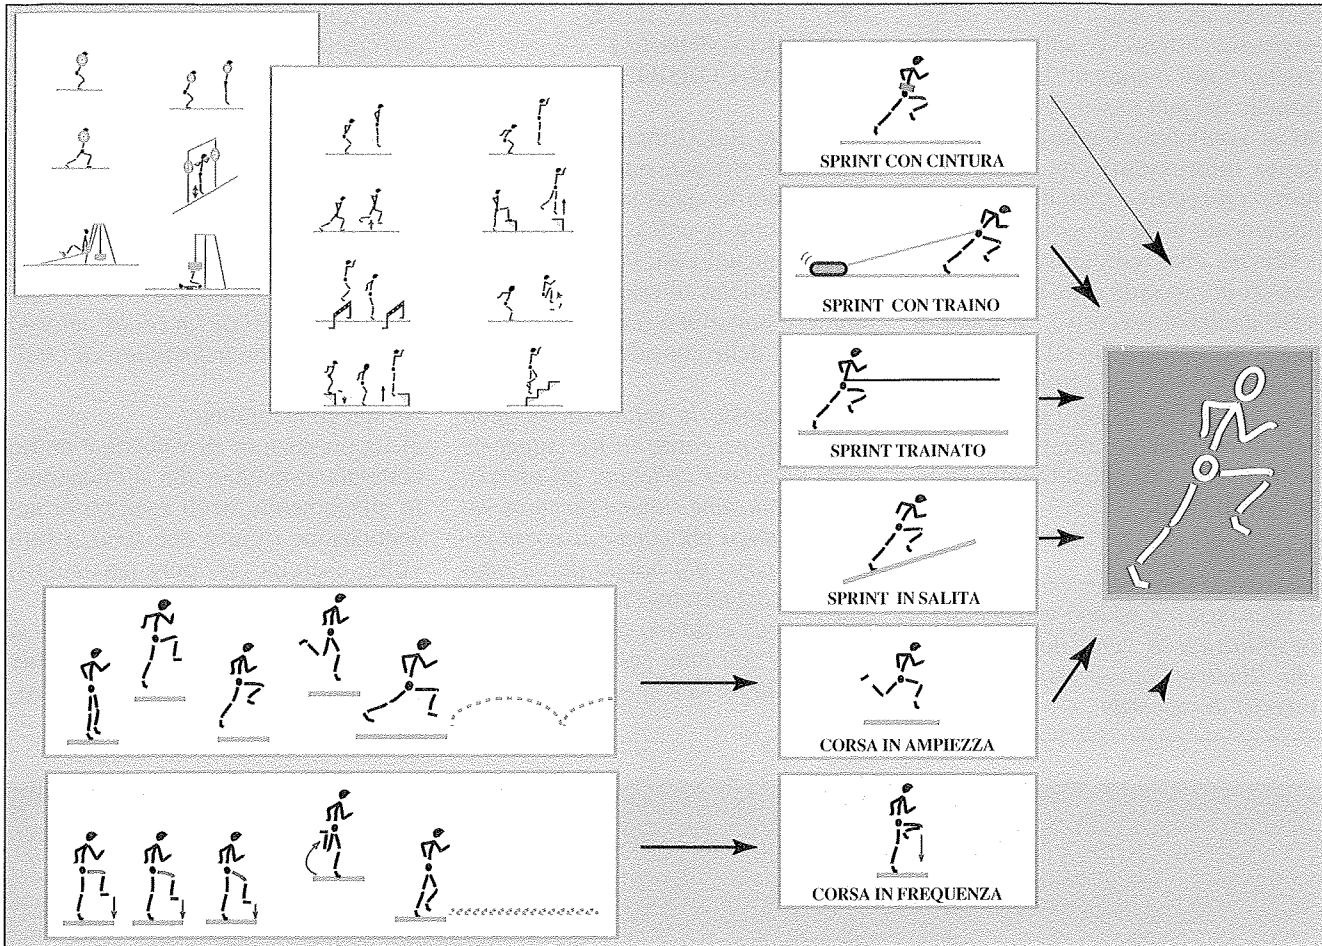 SPRINT CON CINTURA
SPRINT CON TRAINO
SPRINT TRAINATO
SPRINT IN SALITA
CORSA IN AMPIEZZA
CORSA IN FREQUENZA